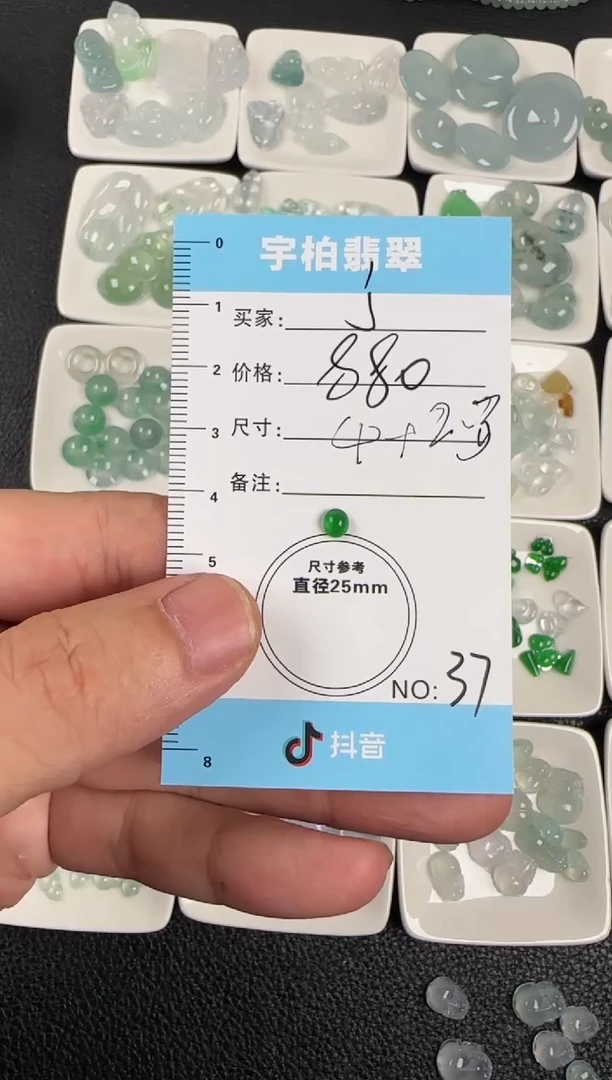 宇柏翡翠
0
1
买家:
2
价格: 880
3
尺寸:
4
备注:
5
尺寸参考
直径25mm
NO: 37
抖音
8